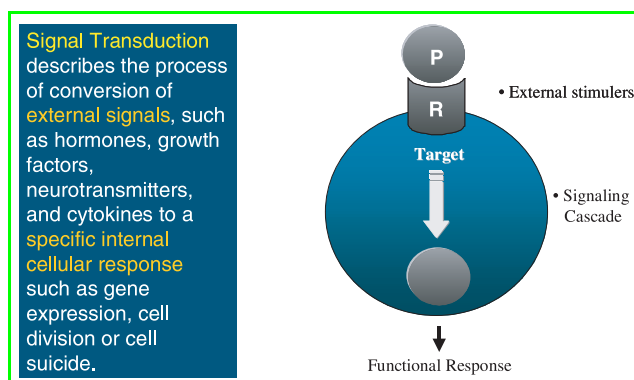 Signal Transduction
describes the process
of conversion of
external signals, such
as hormones, growth
factors,
neurotransmitters,
and cytokines to a
specific internal
cellular response
such as gene
expression, cell
division or cell
suicide.
P
R
• External stimulers
Target
• Signaling
Cascade
Functional Response